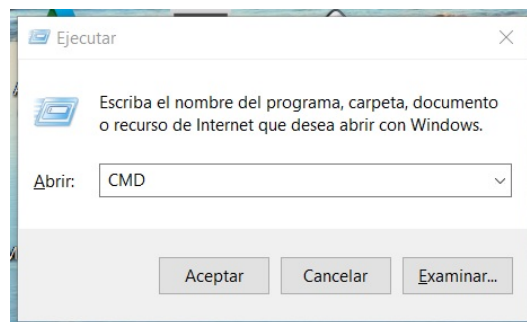 Ejecutar
Escriba el nombre del programa, carpeta, documento
o recurso de Internet que desea abrir con Windows.
Abrir: CMD
Aceptar Cancelar Examinar...